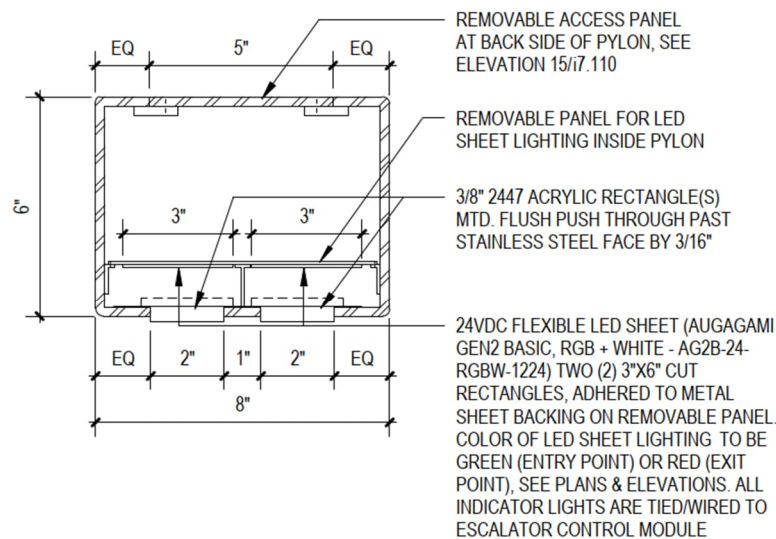 REMOVABLE ACCESS PANEL
AT BACK SIDE OF PYLON, SEE
ELEVATION 15/i7.110
EQ
5"
EQ
REMOVABLE PANEL FOR LED
SHEET LIGHTING INSIDE PYLON
6"
3"
3"
3/8" 2447 ACRYLIC RECTANGLE(S)
MTD. FLUSH PUSH THROUGH PAST
STAINLESS STEEL FACE BY 3/16"
EQ
2"
1"
2"
EQ
8"
24VDC FLEXIBLE LED SHEET (AUGAGAMI
GEN2 BASIC, RGB + WHITE - AG2B-24-
RGBW-1224) TWO (2) 3"X6" CUT
RECTANGLES, ADHERED TO METAL
SHEET BACKING ON REMOVABLE PANEL.
COLOR OF LED SHEET LIGHTING TO BE
GREEN (ENTRY POINT) OR RED (EXIT
POINT), SEE PLANS & ELEVATIONS. ALL
INDICATOR LIGHTS ARE TIED/WIRED TO
ESCALATOR CONTROL MODULE